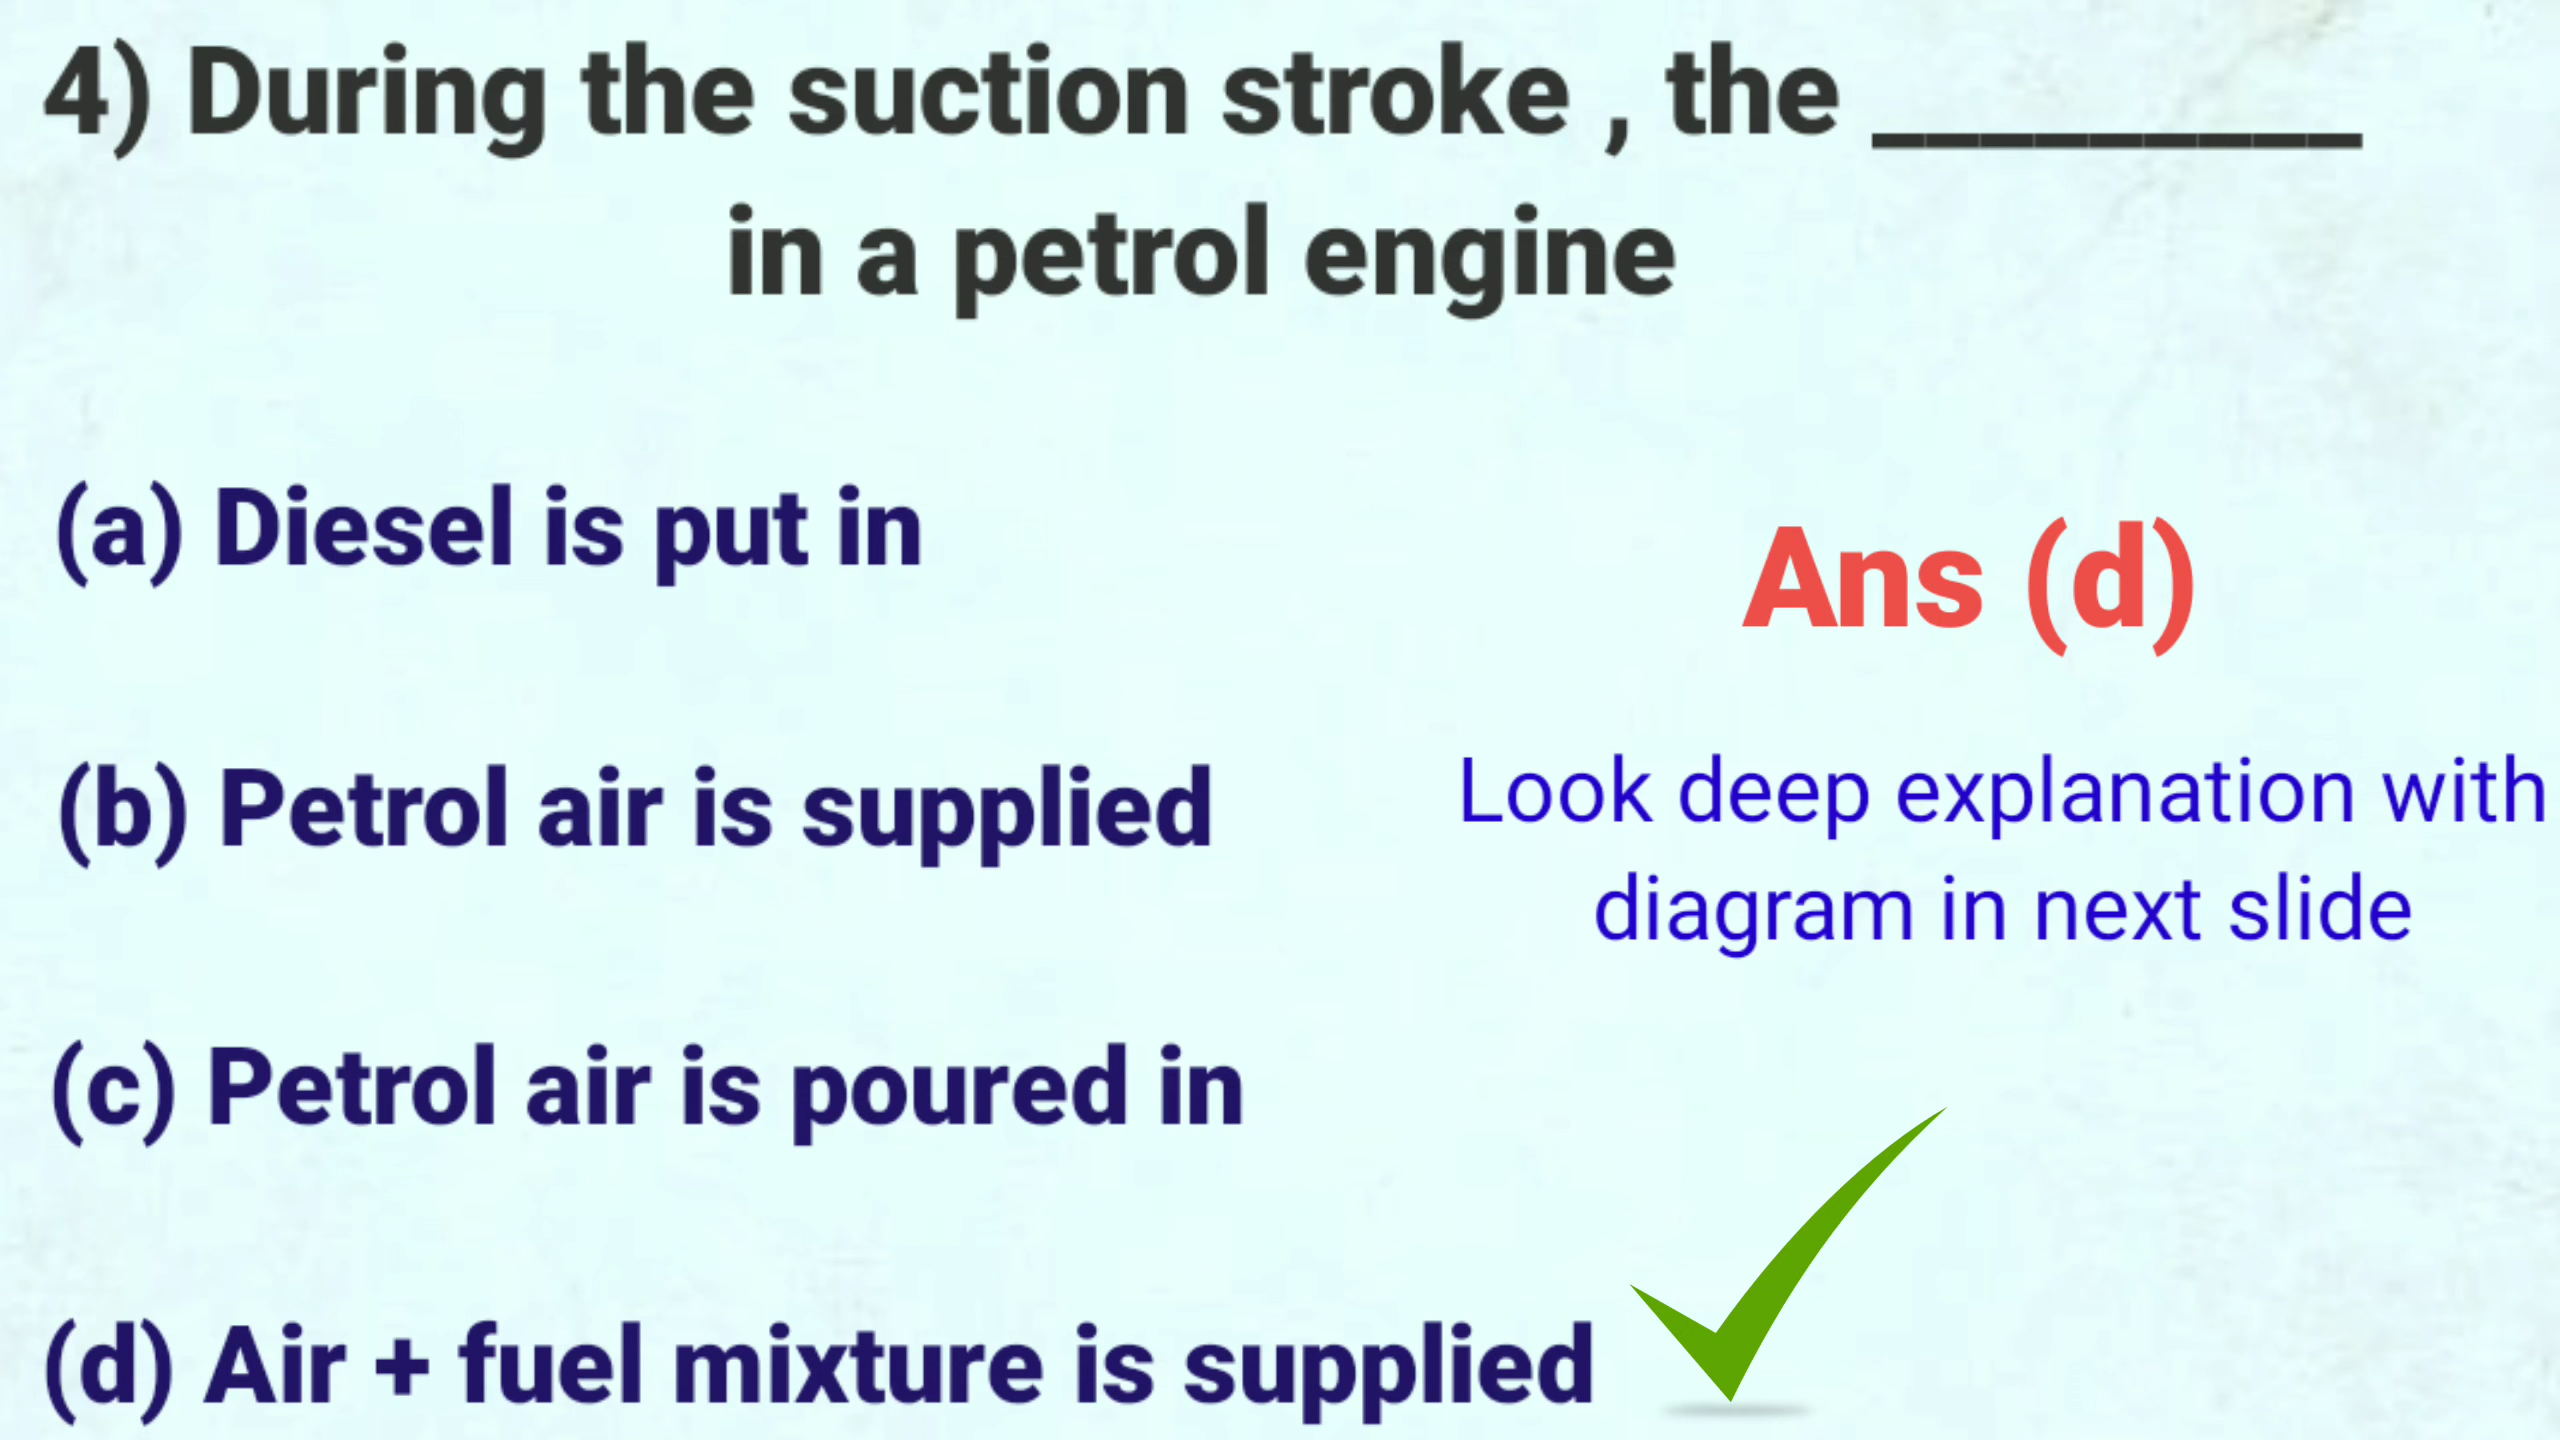 4) During the suction stroke , the _________
in a petrol engine
(a) Diesel is put in
Ans (d)
(b) Petrol air is supplied
Look deep explanation with
diagram in next slide
(c) Petrol air is poured in
(d) Air + fuel mixture is supplied